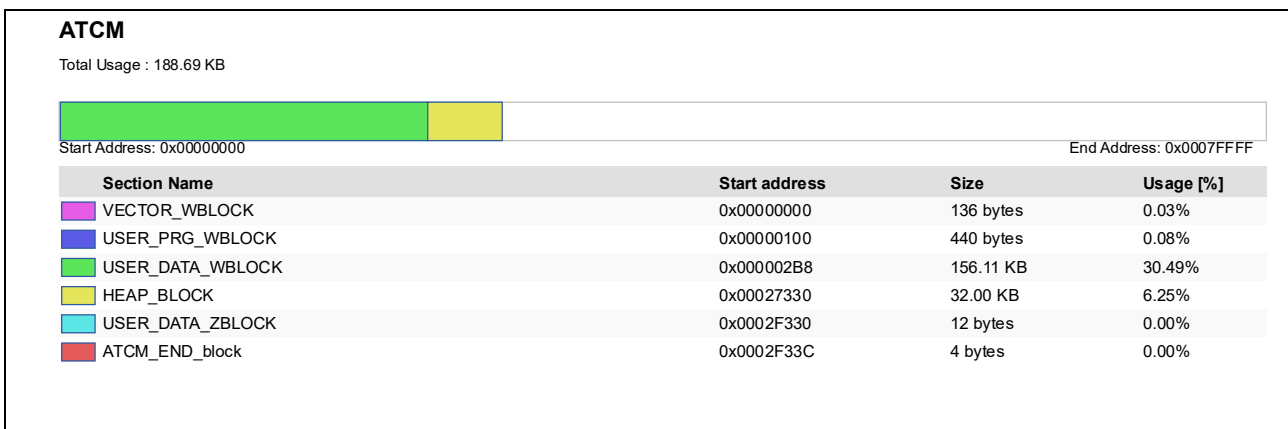 ATCM
Total Usage : 188.69 KB
Start Address: 0x00000000 End Address: 0x0007FFFF
Section Name Start address Size Usage [%]
VECTOR_WBLOCK 0x00000000 136 bytes 0.03%
USER_PRG_WBLOCK 0x00000100 440 bytes 0.08%
USER_DATA_WBLOCK 0x000002B8 156.11 KB 30.49%
HEAP_BLOCK 0x00027330 32.00 KB 6.25%
USER_DATA_ZBLOCK 0x0002F330 12 bytes 0.00%
ATCM_END_block 0x0002F33C 4 bytes 0.00%